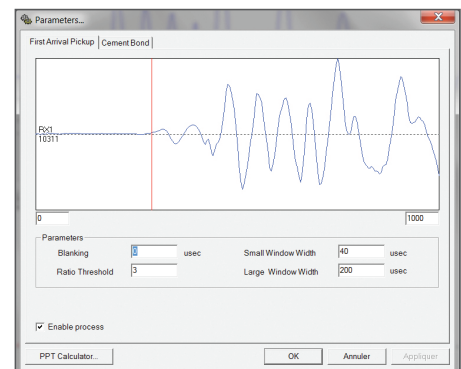 Parameters...
First Arrival Pickup Cement Bond
RX1
10311
0 1000
Parameters
Blanking 0 usec Small Window Width 40 usec
Ratio Threshold 3 Large Window Width 200 usec
Enable process
PPT Calculator... OK Annuler Appliquer